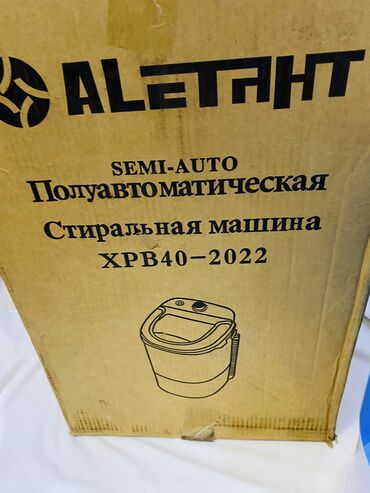 ALETAHT
SEMI-AUTO
Полуавтоматическая
Стиральная машина
XPB40-2022